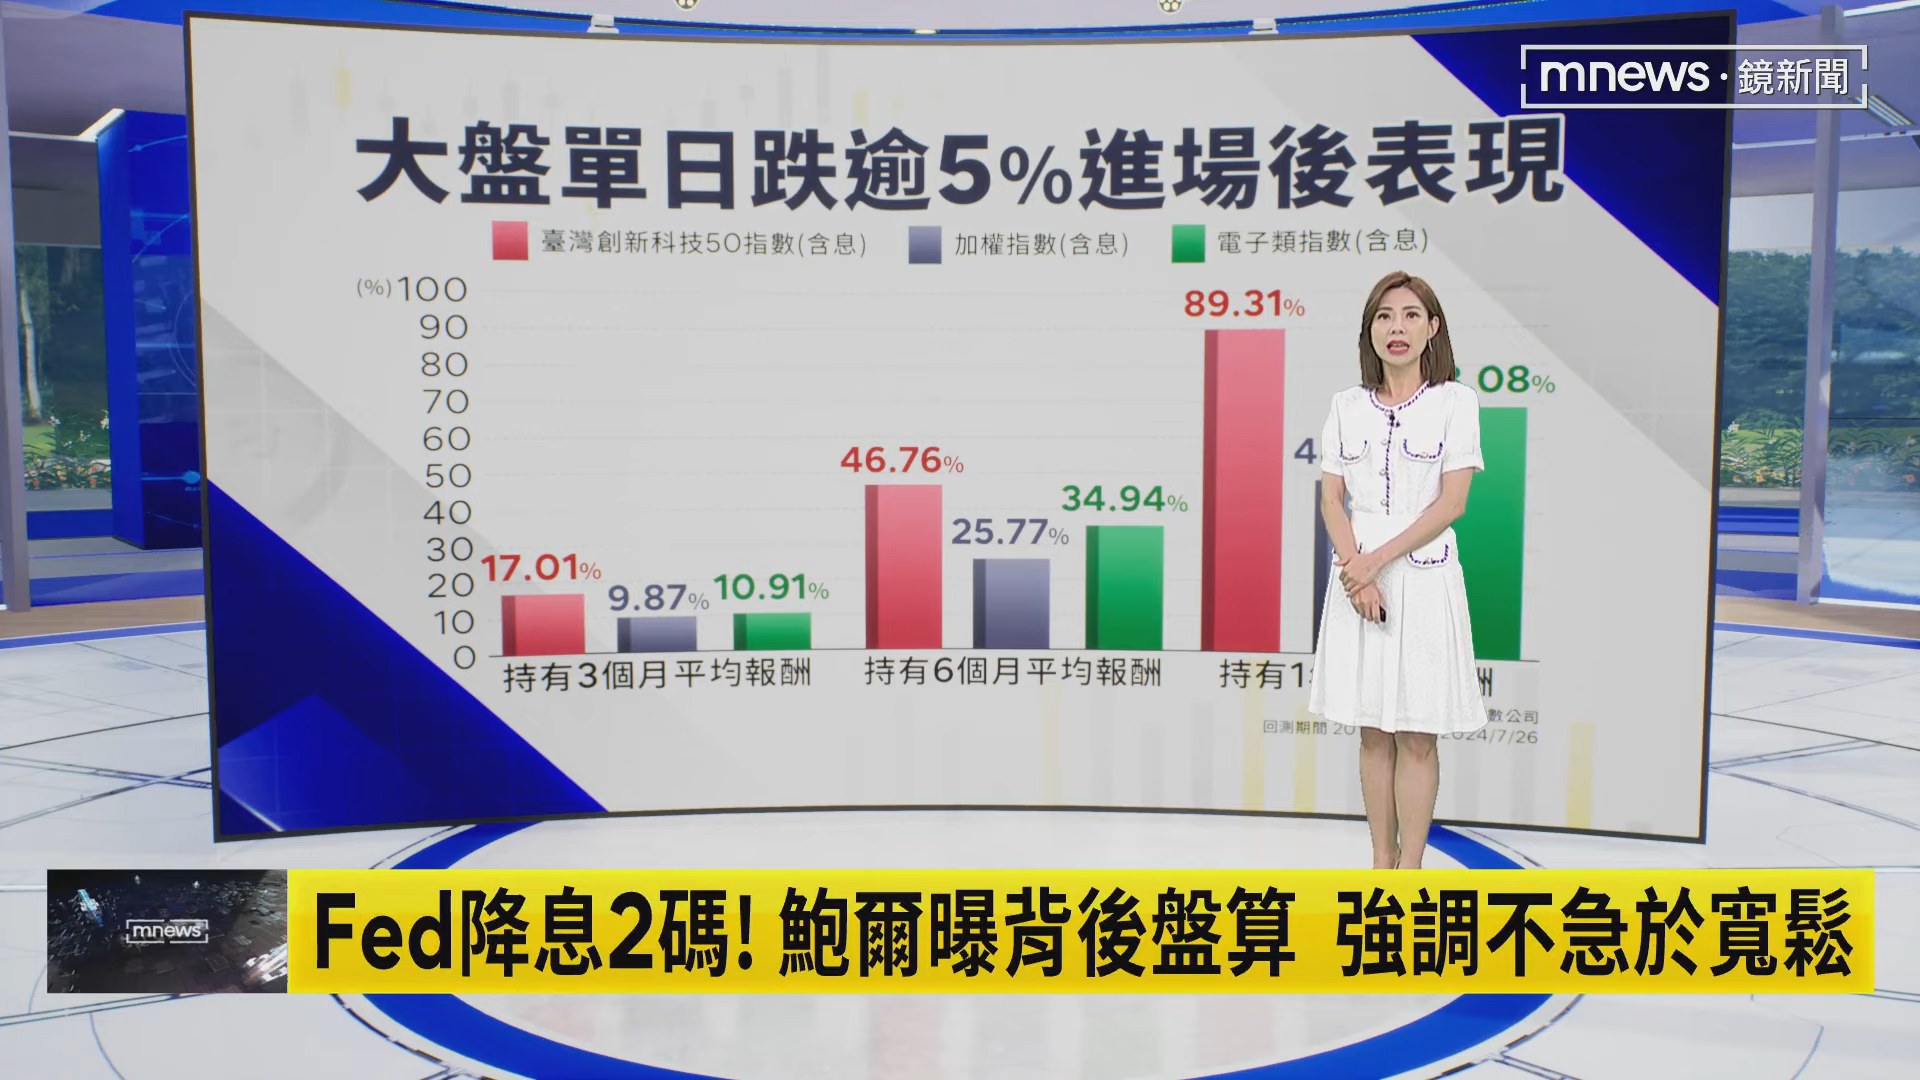 mnews·鏡新聞
大盤單日跌逾5%進場後表現
臺灣創新科技50指數(含息) 加權指數(含息) 電子類指數(含息)
(%)100
90
80
70
60
50
40
30
20
10
0
17.01%
9.87%
10.91%
46.76%
25.77%
34.94%
89.31%
4
.08%
持有3個月平均報酬 持有6個月平均報酬 持有1
數公司
回測期間 20 2024/7/26
mnews
Fed降息2碼! 鮑爾曝背後盤算 強調不急於寬鬆